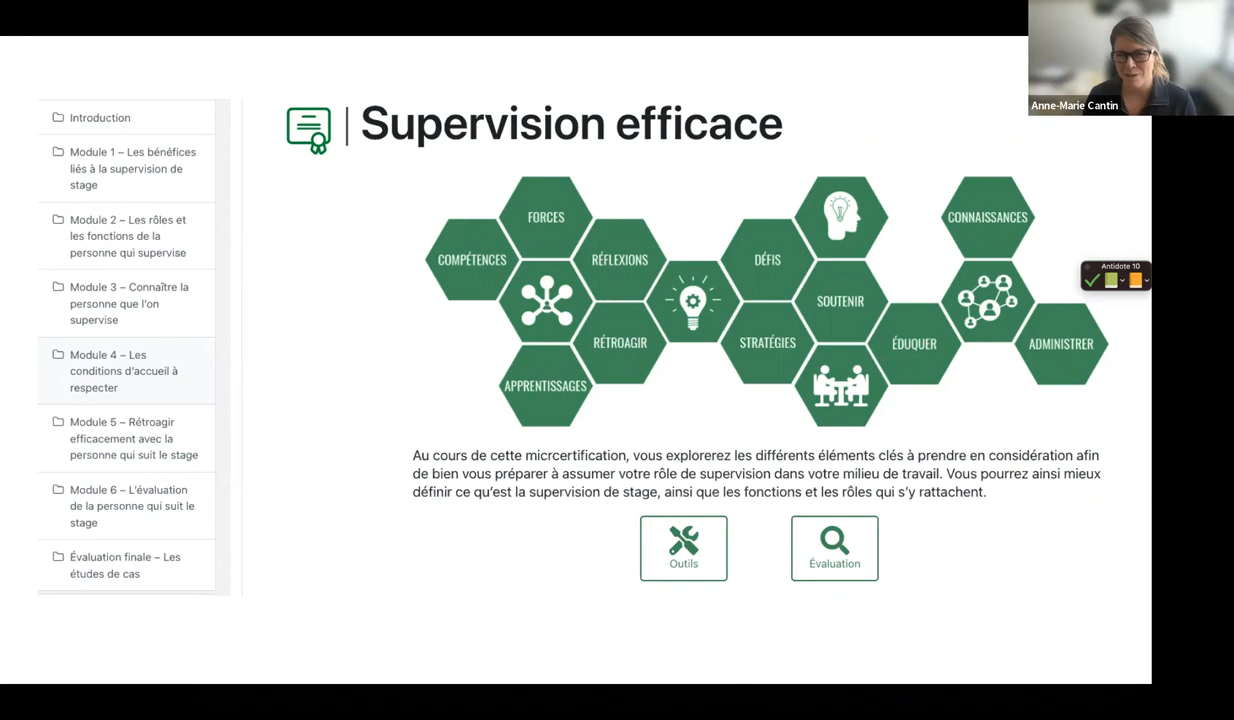 Anne-Marie Cantin
Supervision efficace
Introduction
Module 1 – Les bénéfices
liés à la supervision de
stage
Module 2 – Les rôles et
les fonctions de la
personne qui supervise
Module 3 – Connaître la
personne que l'on
supervise
Module 4 – Les
conditions d'accueil à
respecter
Module 5 – Rétroagir
efficacement avec la
personne qui suit le stage
Module 6 – L'évaluation
de la personne qui suit le
stage
Évaluation finale – Les
études de cas
FORCES
CONNAISSANCES
COMPÉTENCES
RÉFLEXIONS
DÉFIS
SOUTENIR
RÉTROAGIR
STRATÉGIES
ÉDUQUER
ADMINISTRER
APPRENTISSAGES
Antidote 10
Au cours de cette micrcertification, vous explorerez les différents éléments clés à prendre en considération afin
de bien vous préparer à assumer votre rôle de supervision dans votre milieu de travail. Vous pourrez ainsi mieux
définir ce qu'est la supervision de stage, ainsi que les fonctions et les rôles qui s'y rattachent.
Outils
Évaluation